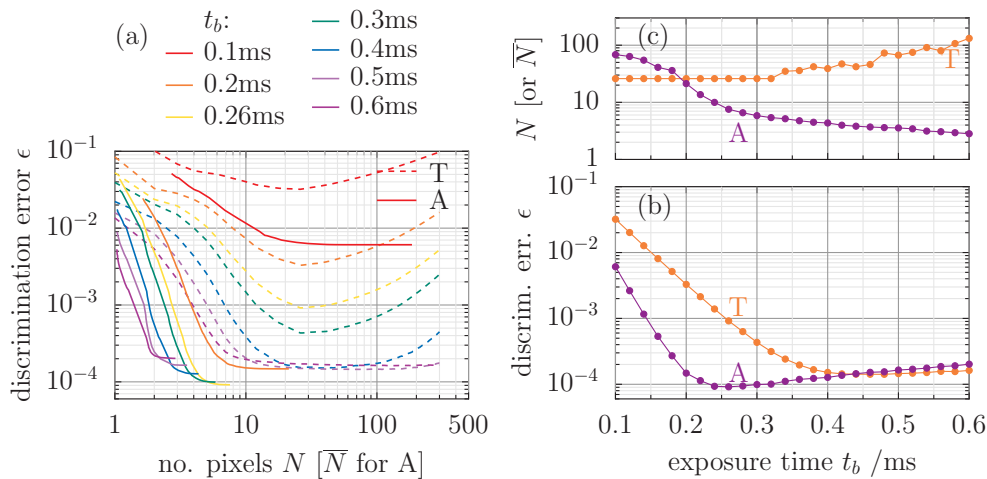 (a)
t_b:
0.1ms
0.2ms
0.26ms
0.3ms
0.4ms
0.5ms
0.6ms
discrimination error ϵ
10^-1
10^-2
10^-3
10^-4
T
A
1 10 100 500
no. pixels N [N̅ for A]
(c)
N [or N̅]
100
10
1
T
A
(b)
discrim. err. ϵ
10^-1
10^-2
10^-3
10^-4
T
A
0.1 0.2 0.3 0.4 0.5 0.6
exposure time t_b /ms